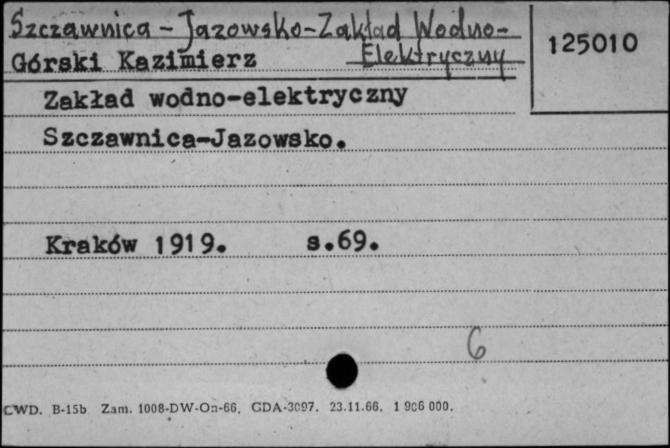 Szczawnica - Jazowsko - Zakład Wodno-
Elektryczny
125010
Górski Kazimierz
Zakład wodno-elektryczny
Szczawnica-Jazowsko.
Kraków 1919. s.69.
6
CWD. B-15b Zam. 1008-DW-On-66. GDA-3097. 23.11.66. 1 906 000.